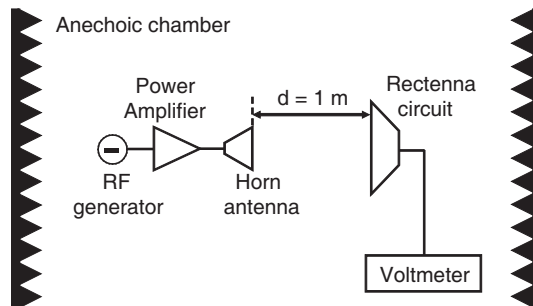 Anechoic chamber
Power
Amplifier
d = 1 m
Rectenna
circuit
RF
generator
Horn
antenna
Voltmeter